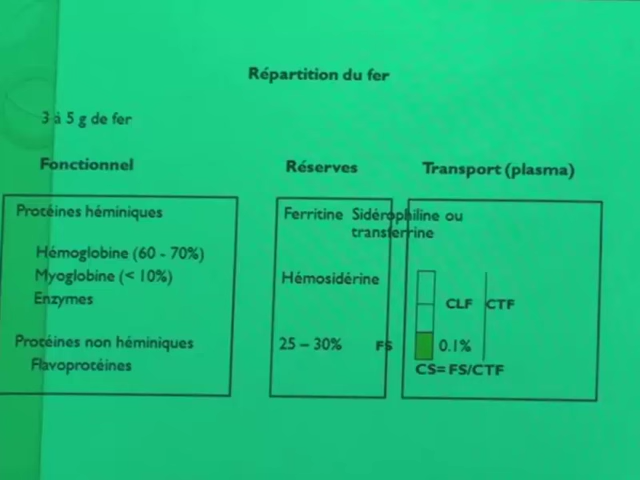 Répartition du fer
3 à 5 g de fer
Fonctionnel
Réserves
Transport (plasma)
Protéines héminiques
Hémoglobine (60 - 70%)
Myoglobine (< 10%)
Enzymes
Protéines non héminiques
Flavoprotéines
Ferritine
Hémosidérine
25 – 30%
Sidérophiline ou
transferrine
CLF
CTF
FS
0.1%
CS= FS/CTF